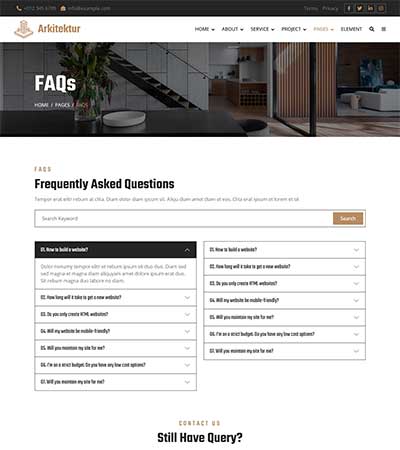 +012 345 6789 info@example.com Terms Privacy
Arkitektur
HOME ABOUT SERVICE PROJECT PAGES ELEMENT
FAQs
HOME / PAGES / FAQS
FAQS
Frequently Asked Questions
Tempor erat elitr rebum at clita. Diam dolor diam ipsum sit. Aliqu diam amet diam et eos. Clita erat ipsum et lorem et sit
Search Keyword Search
01. How to build a website?
Dolor nonumy tempor elitr et rebum ipsum sit duo duo. Diam sed
sed magna et magna diam aliquyam amet dolore ipsum erat duo.
Sit rebum magna duo labore no diam.
02. How long will it take to get a new website?
03. Do you only create HTML websites?
04. Will my website be mobile-friendly?
05. Will you maintain my site for me?
06. I'm on a strict budget. Do you have any low cost options?
07. Will you maintain my site for me?
01. How to build a website?
02. How long will it take to get a new website?
03. Do you only create HTML websites?
04. Will my website be mobile-friendly?
05. Will you maintain my site for me?
06. I'm on a strict budget. Do you have any low cost options?
07. Will you maintain my site for me?
CONTACT US
Still Have Query?